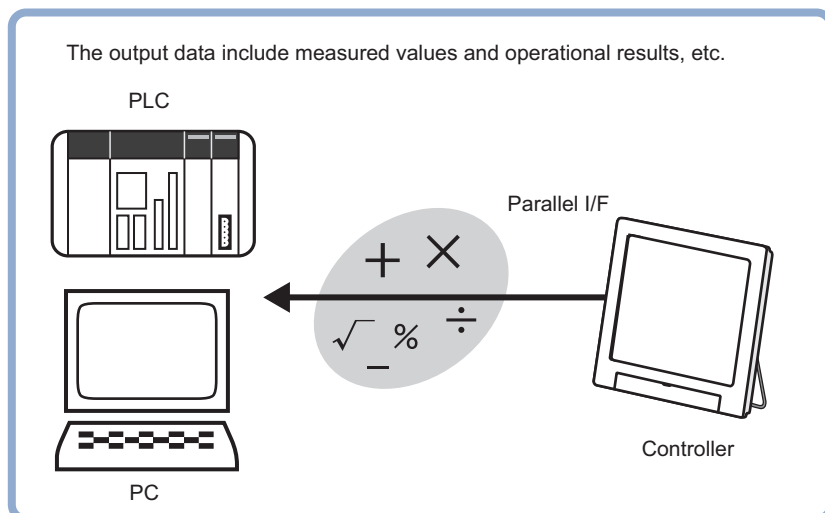 The output data include measured values and operational results, etc.
PLC
Parallel I/F
+ ×
√ % ÷
−
Controller
PC